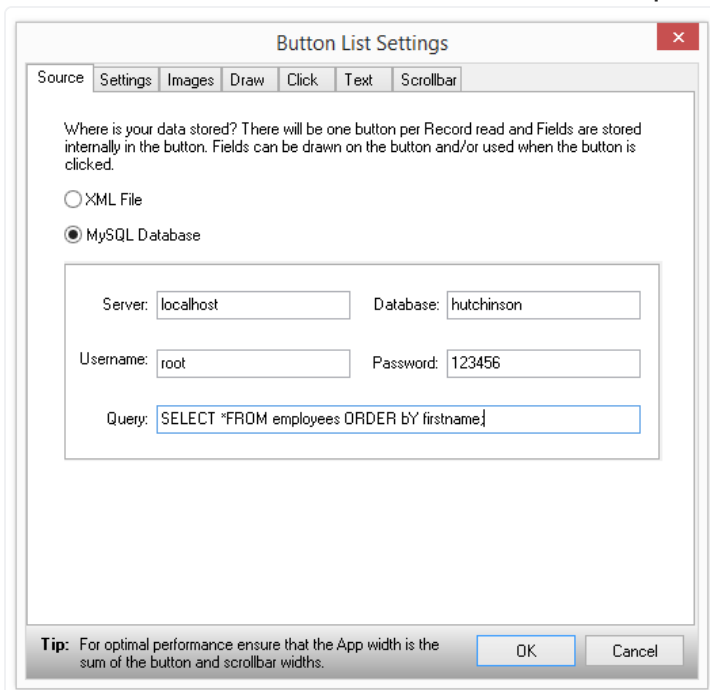 Button List Settings
Source Settings Images Draw Click Text Scrollbar
Where is your data stored? There will be one button per Record read and Fields are stored
internally in the button. Fields can be drawn on the button and/or used when the button is
clicked.
XML File
MySQL Database
Server: localhost Database: hutchinson
Username: root Password: 123456
Query: SELECT *FROM employees ORDER bY firstname;
Tip: For optimal performance ensure that the App width is the
sum of the button and scrollbar widths.
OK Cancel